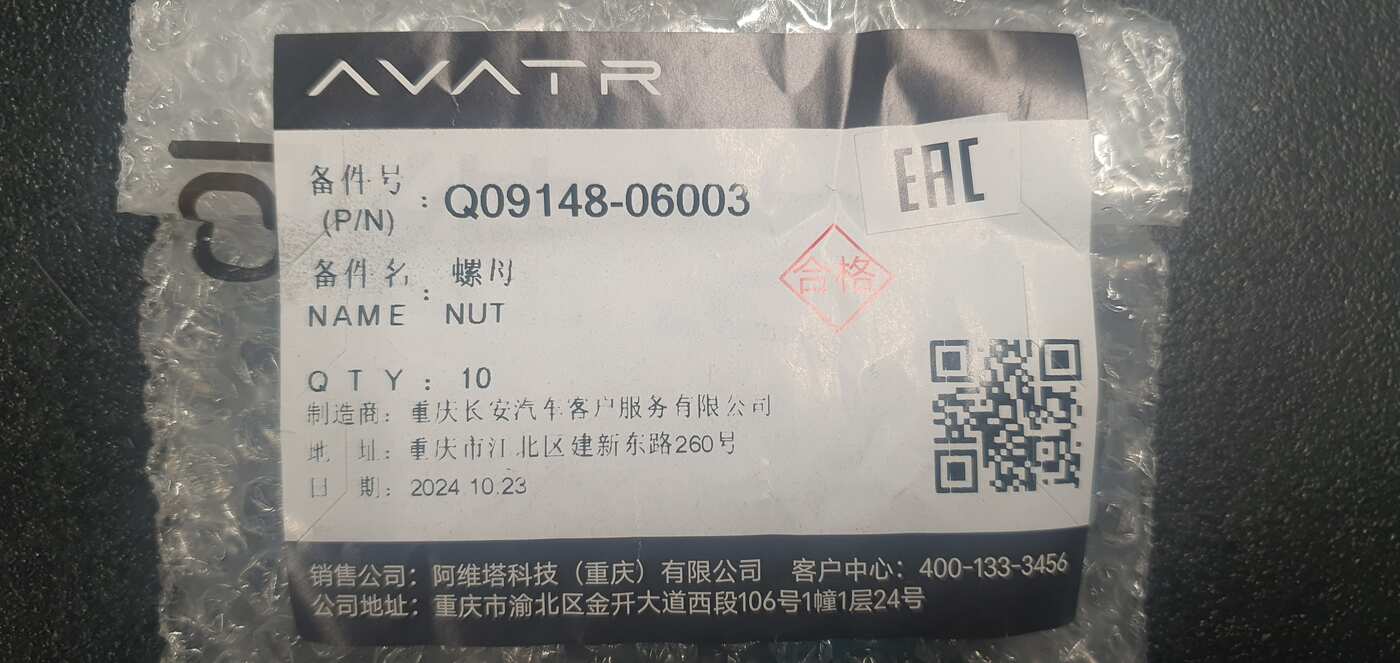 AVATR
EAC
备件号
(P/N)
: Q09148-06003
合格
备件名 : 螺母
NAME NUT
QTY: 10
制造商: 重庆长安汽车客户服务有限公司
地 址: 重庆市江北区建新东路260号
日 期: 2024.10.23
销售公司：阿维塔科技（重庆）有限公司 客户中心：400-133-3456
公司地址：重庆市渝北区金开大道西段106号1幢1层24号